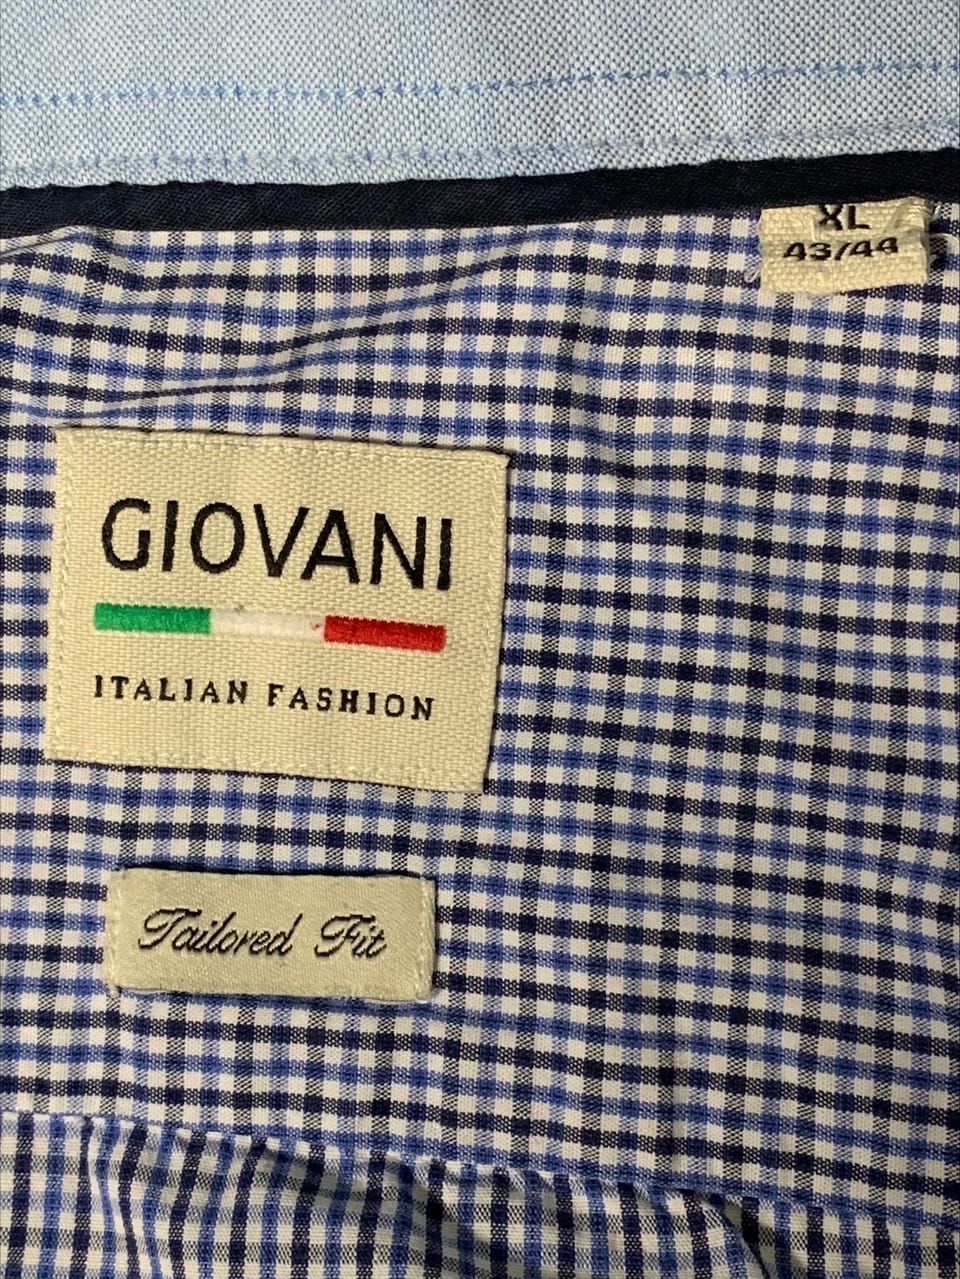 XL
43/44
GIOVANI
ITALIAN FASHION
Tailored Fit